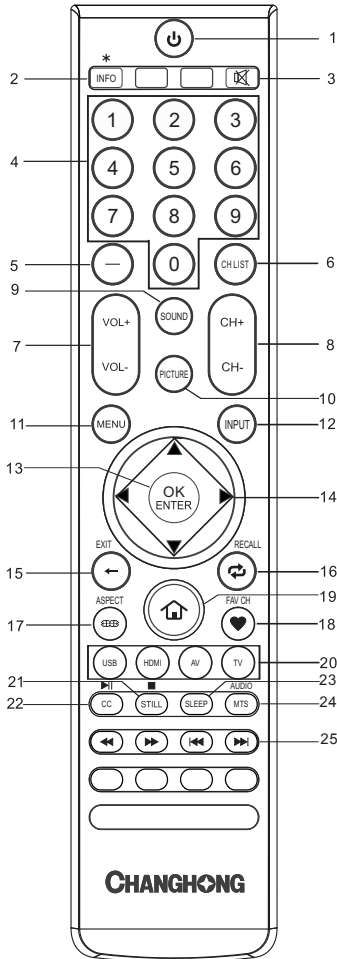 1
*
2 INFO 3
1 2 3
4
4 5 6
7 8 9
5 — 0 CH LIST 6
9 SOUND
VOL+ CH+
7 8
VOL- CH-
PICTURE
10
11 MENU INPUT 12
13 OK
ENTER 14
EXIT RECALL
15 16
19
ASPECT FAV CH
17 18
USB HDMI AV TV 20
21 23
AUDIO
22 CC STILL SLEEP MTS 24
25
CHANGHONG